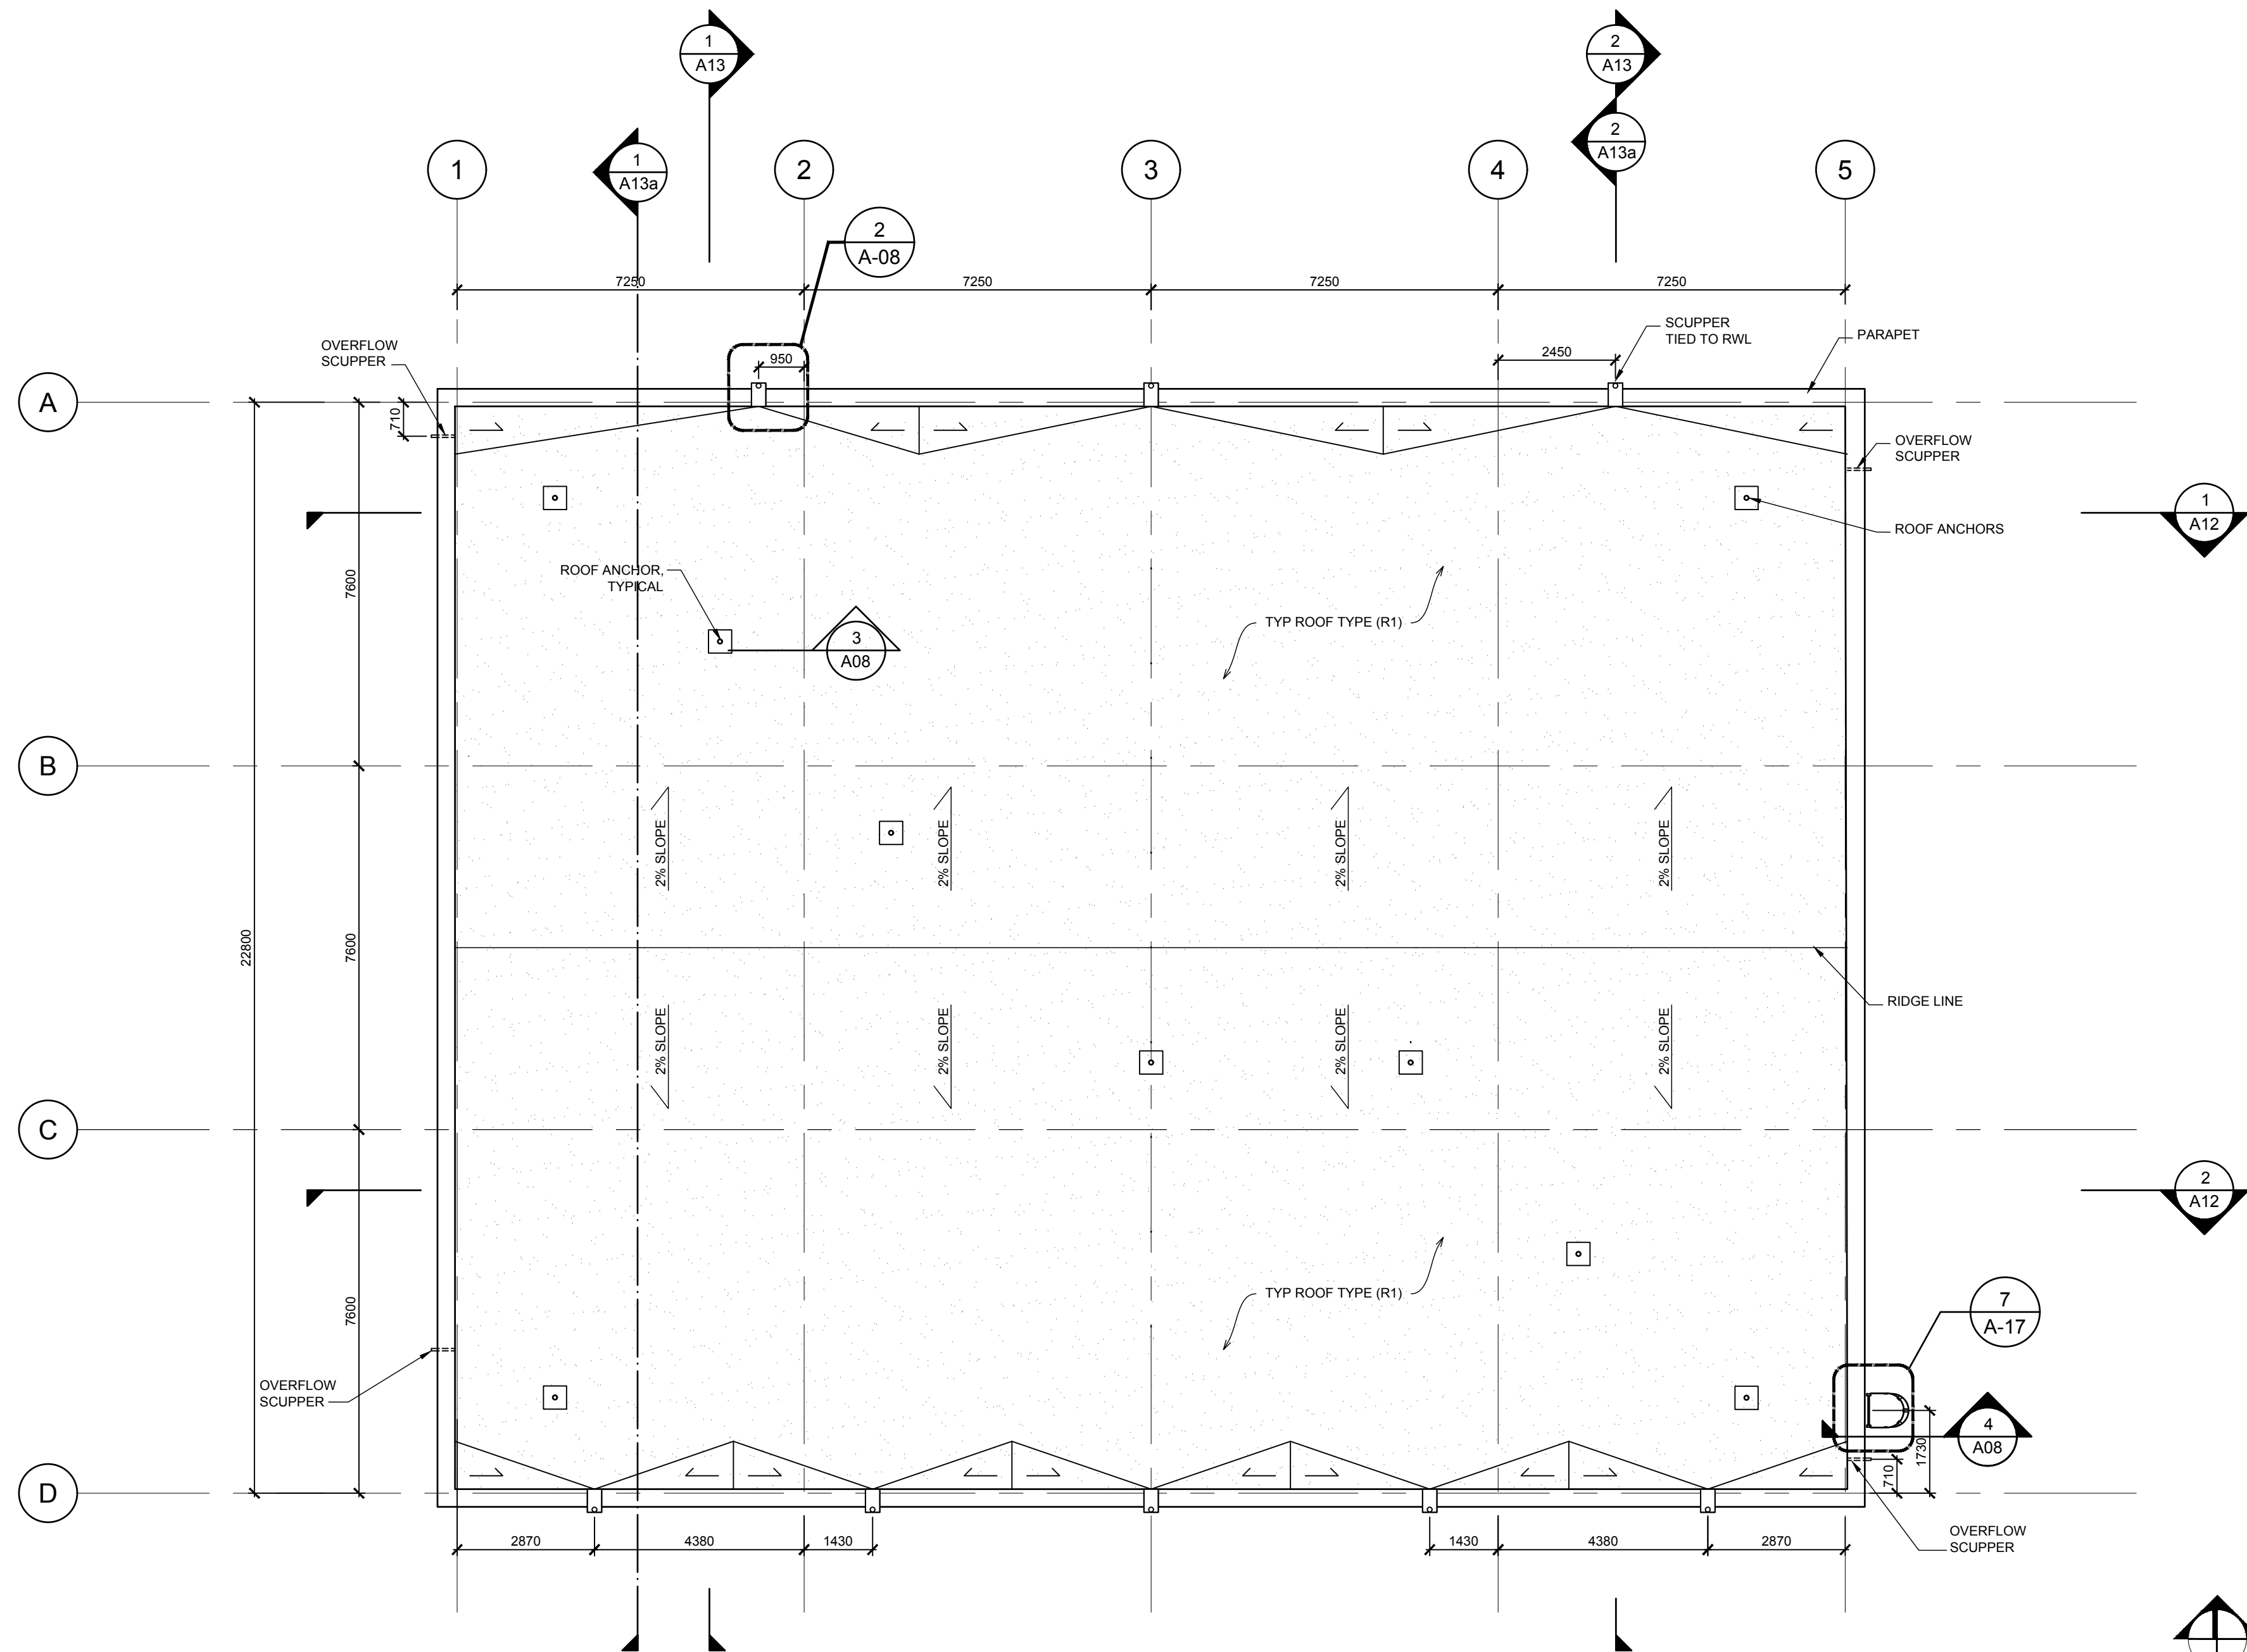 1
A13
2
A13
1
A13a
2
A13a
1
2
3
4
5
2
A-08
7250
7250
7250
7250
OVERFLOW
SCUPPER
950
2450
SCUPPER
TIED TO RWL
PARAPET
A
710
OVERFLOW
SCUPPER
1
A12
ROOF ANCHORS
ROOF ANCHOR,
TYPICAL
7600
3
A08
TYP ROOF TYPE (R1)
B
2% SLOPE
2% SLOPE
2% SLOPE
2% SLOPE
22800
7600
RIDGE LINE
2% SLOPE
2% SLOPE
2% SLOPE
2% SLOPE
C
2
A12
7600
TYP ROOF TYPE (R1)
7
A-17
OVERFLOW
SCUPPER
4
A08
1730
710
D
OVERFLOW
SCUPPER
2870
4380
1430
1430
4380
2870